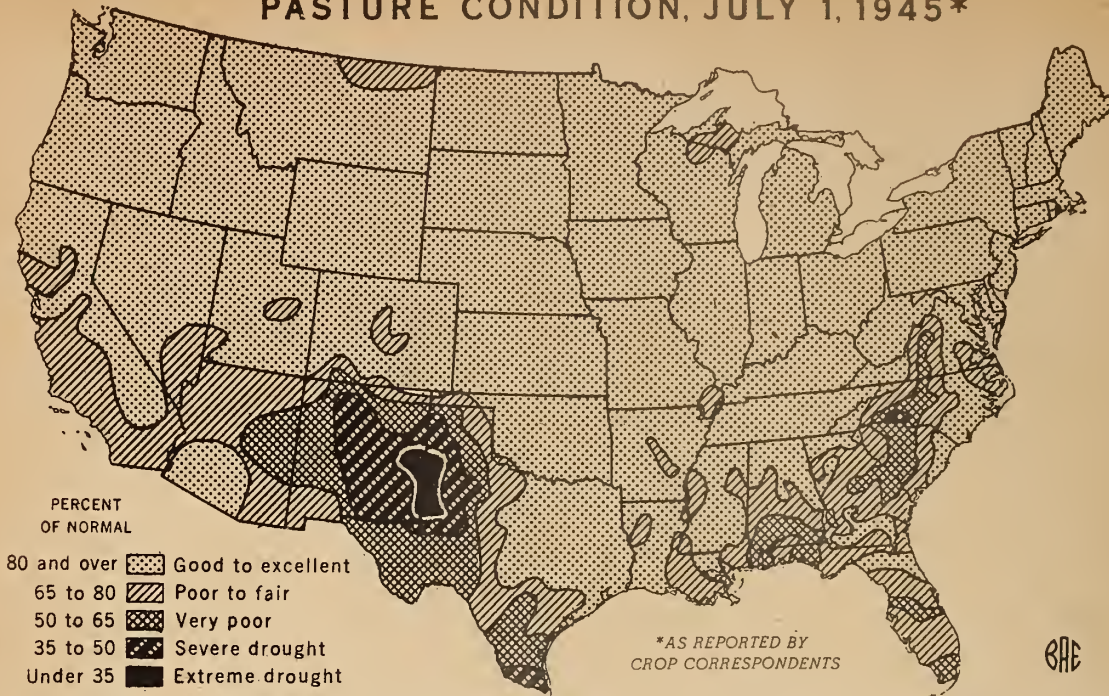 PASTURE CONDITION, JULY 1, 1945*
PERCENT
OF NORMAL
80 and over Good to excellent
65 to 80 Poor to fair
50 to 65 Very poor
35 to 50 Severe drought
Under 35 Extreme drought
*AS REPORTED BY
CROP CORRESPONDENTS
BAE